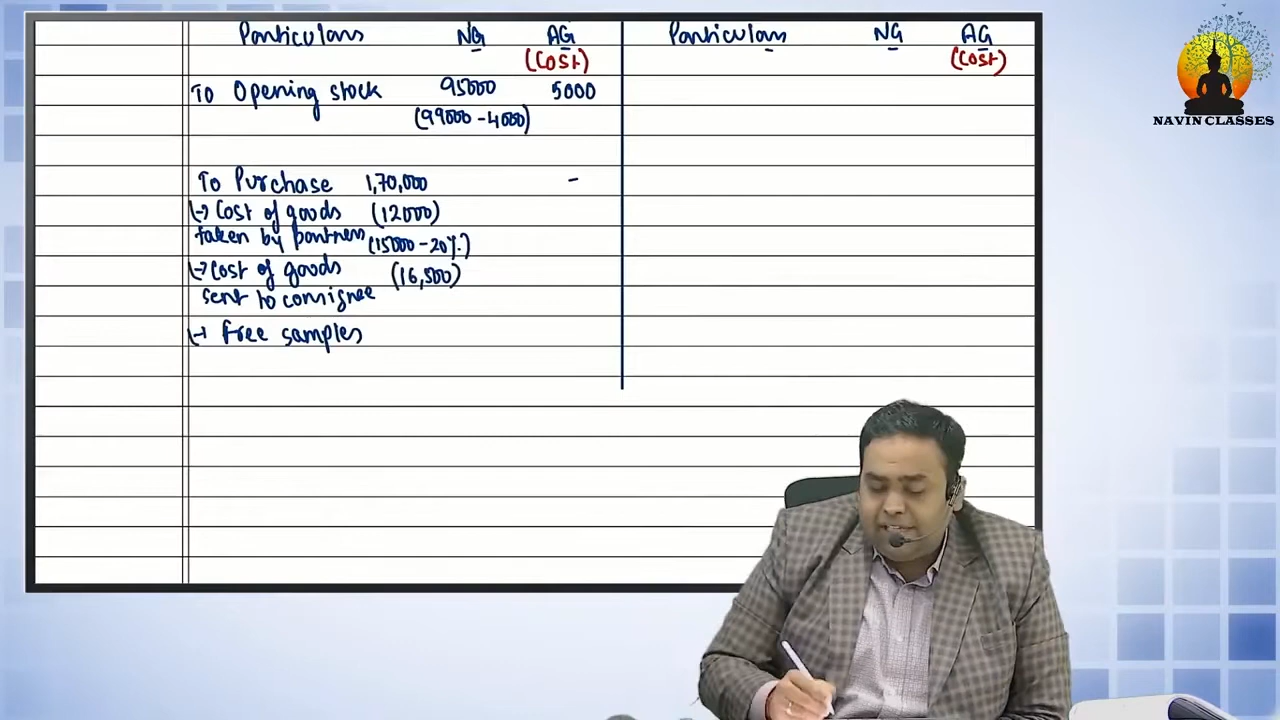 Particulars NG AG Particulars NG AG
(Cost) (Cost)
To Opening stock 95000 5000
(99000-4000)
To Purchase 1,70,000 -
↳ Cost of goods (12000)
taken by partners (15000-20%)
↳ Cost of goods (16,500)
sent to consignee
↳ Free samples
NAVIN CLASSES